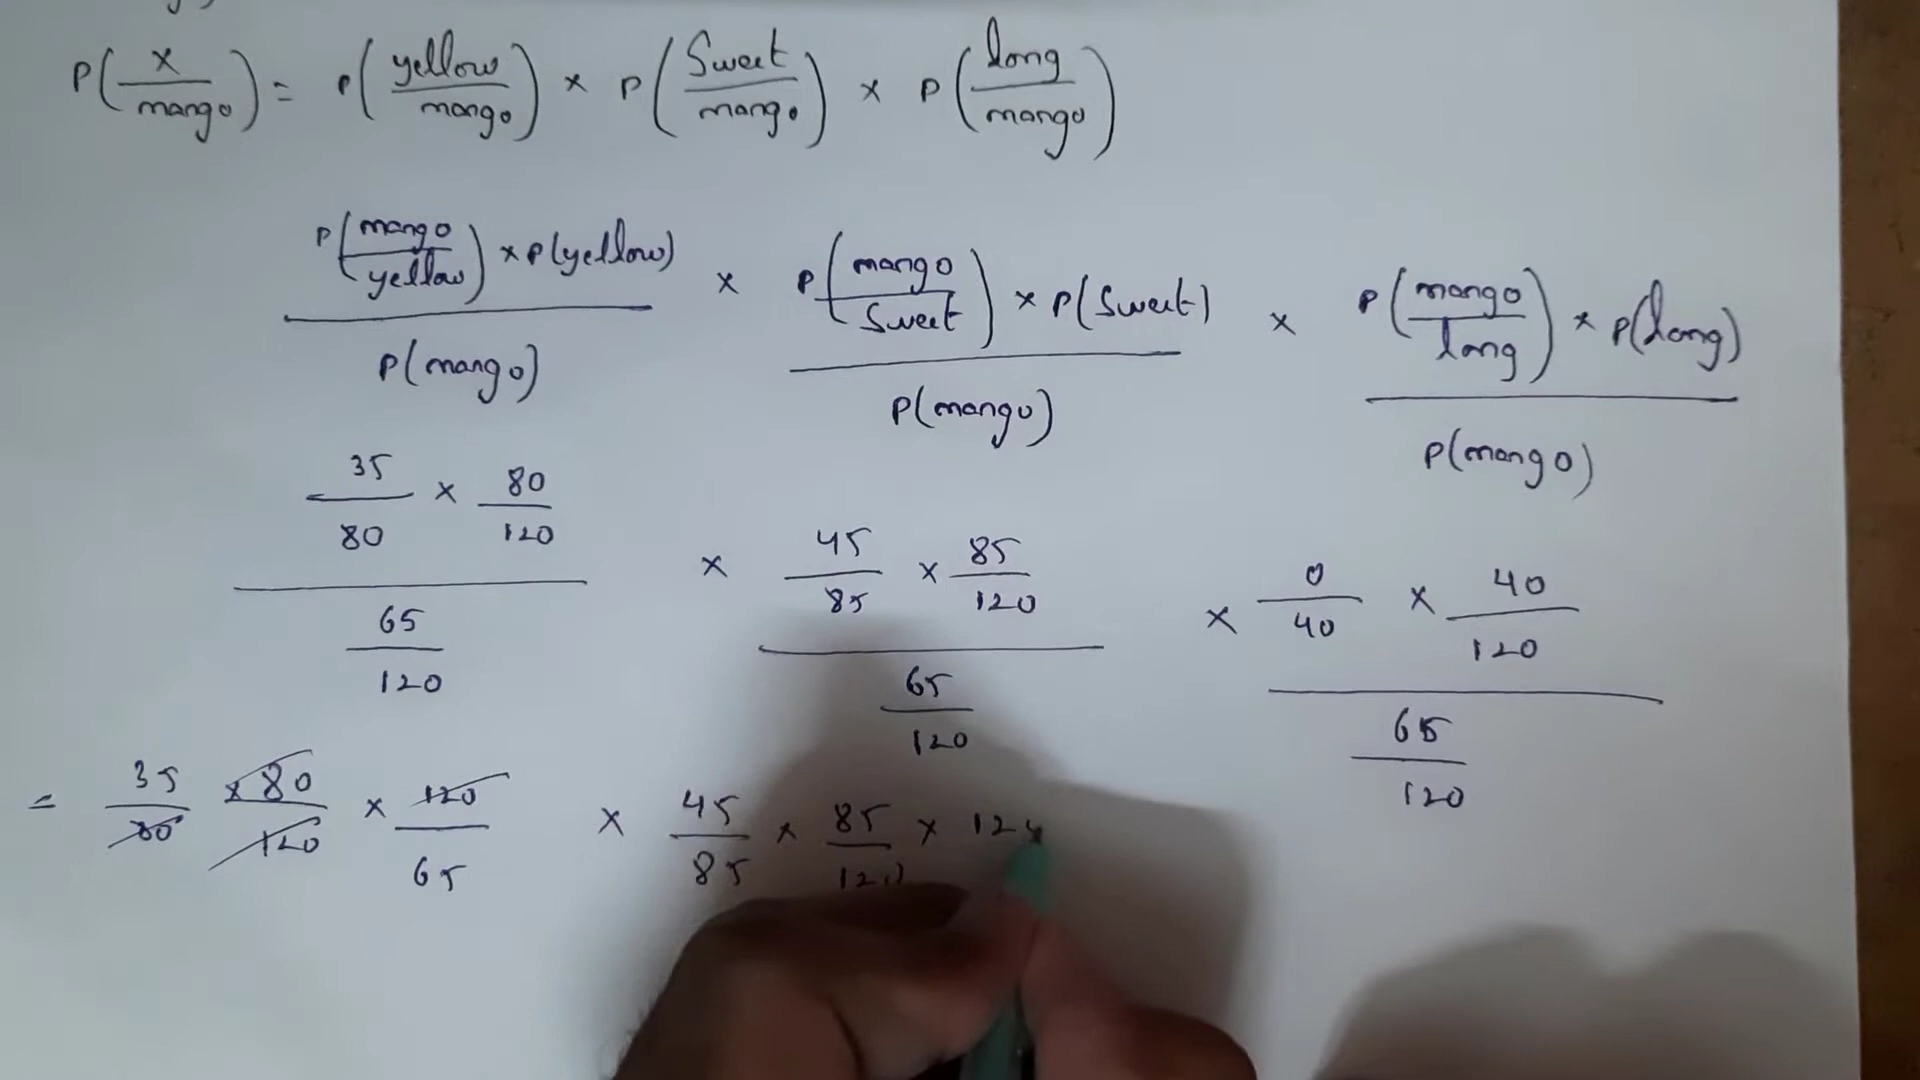 P(x/mango) = P(yellow/mango) × P(Sweet/mango) × P(long/mango)
P(mango/yellow) × P(yellow) / P(mango) × P(mango/Sweet) × P(Sweet) / P(mango) × P(mango/long) × P(long) / P(mango)
35/80 × 80/120 / 65/120 × 45/85 × 85/120 / 65/120 × 0/40 × 40/120 / 65/120
= 35/80 × 80/120 × 120/65 × 45/85 × 85/120 × 12